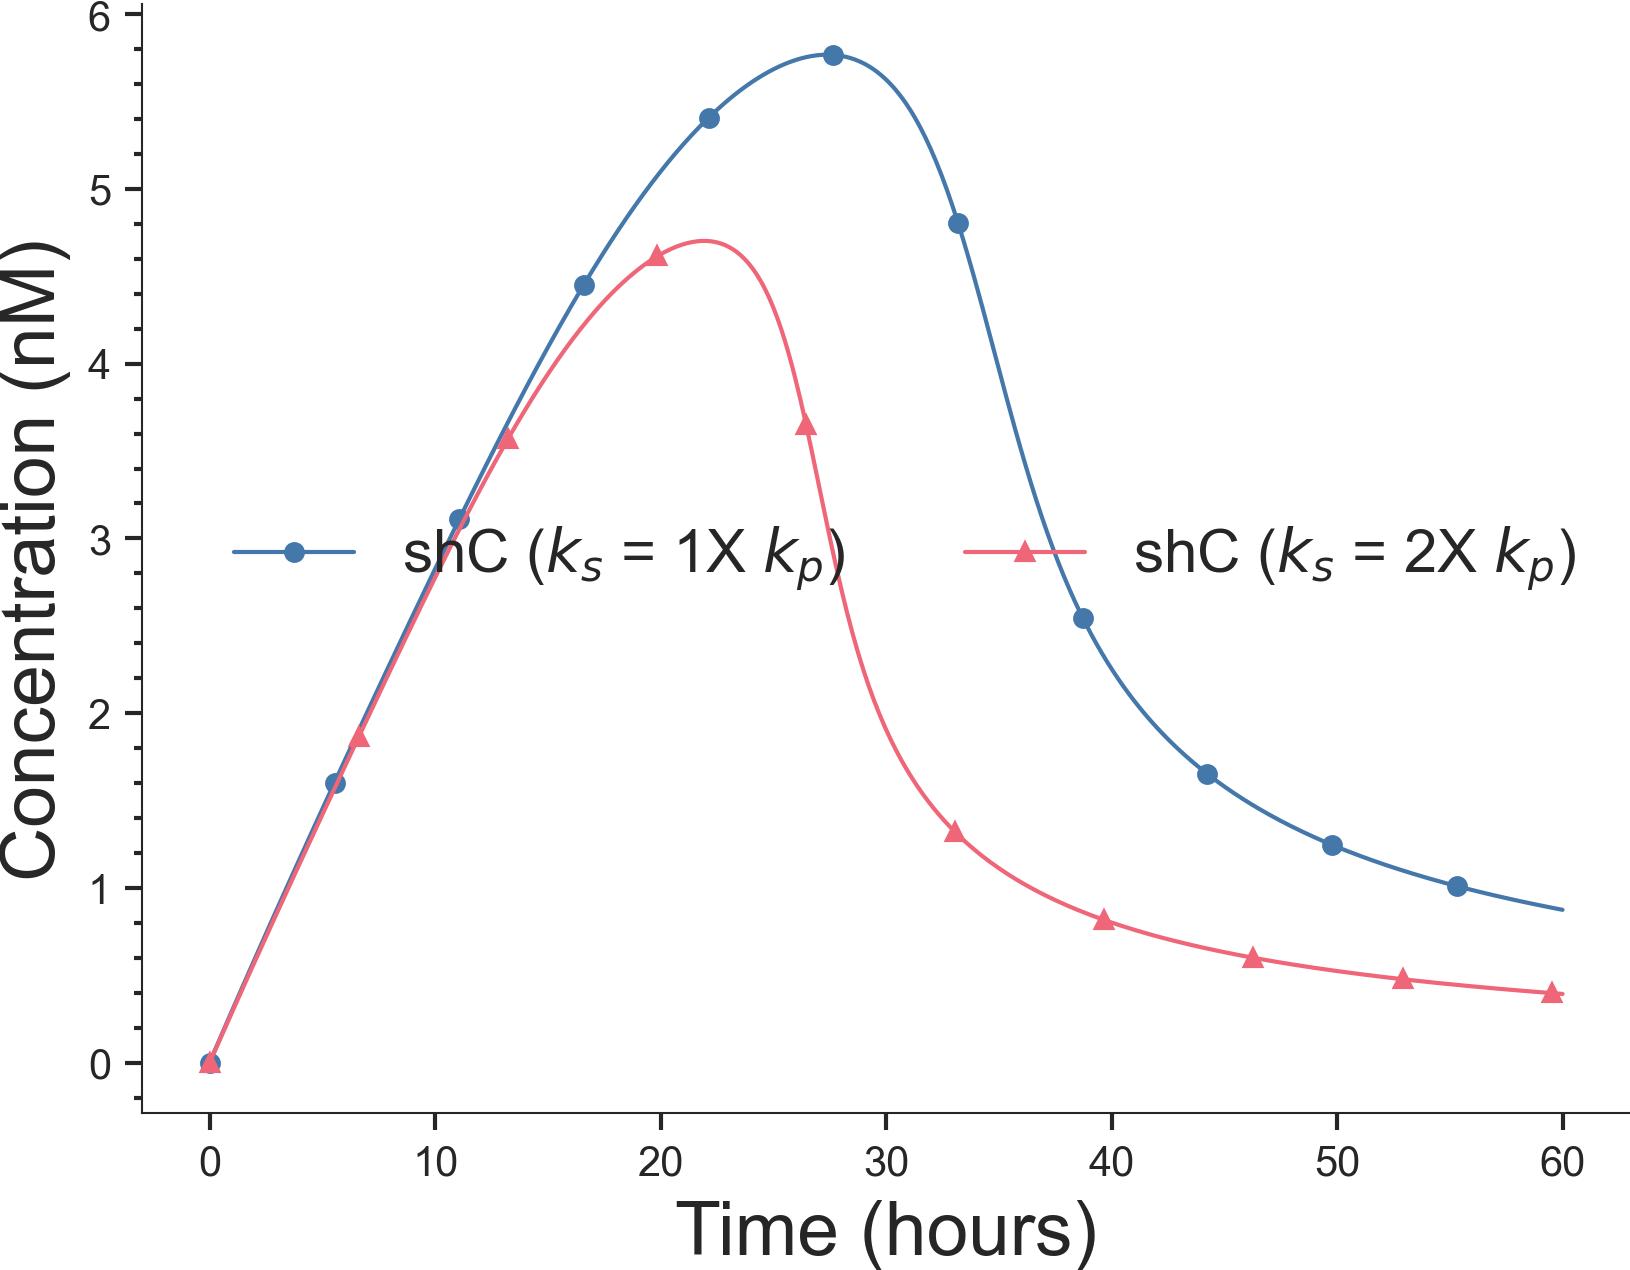 Concentration (nM)
6
5
4
3
2
1
0
shC (kₛ = 1X kₚ)
shC (kₛ = 2X kₚ)
0 10 20 30 40 50 60
Time (hours)